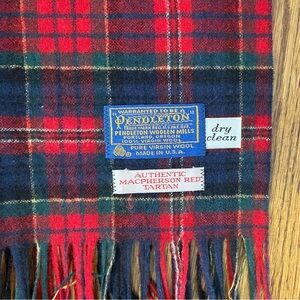 WARRANTED TO BE A
"PENDLETON"
PENDLETON WOOLEN MILLS
PORTLAND, OREGON
100% VIRGIN WOOL
PURE VIRGIN WOOL
MADE IN U.S.A.
dry
clean
AUTHENTIC
MACPHERSON RED
TARTAN